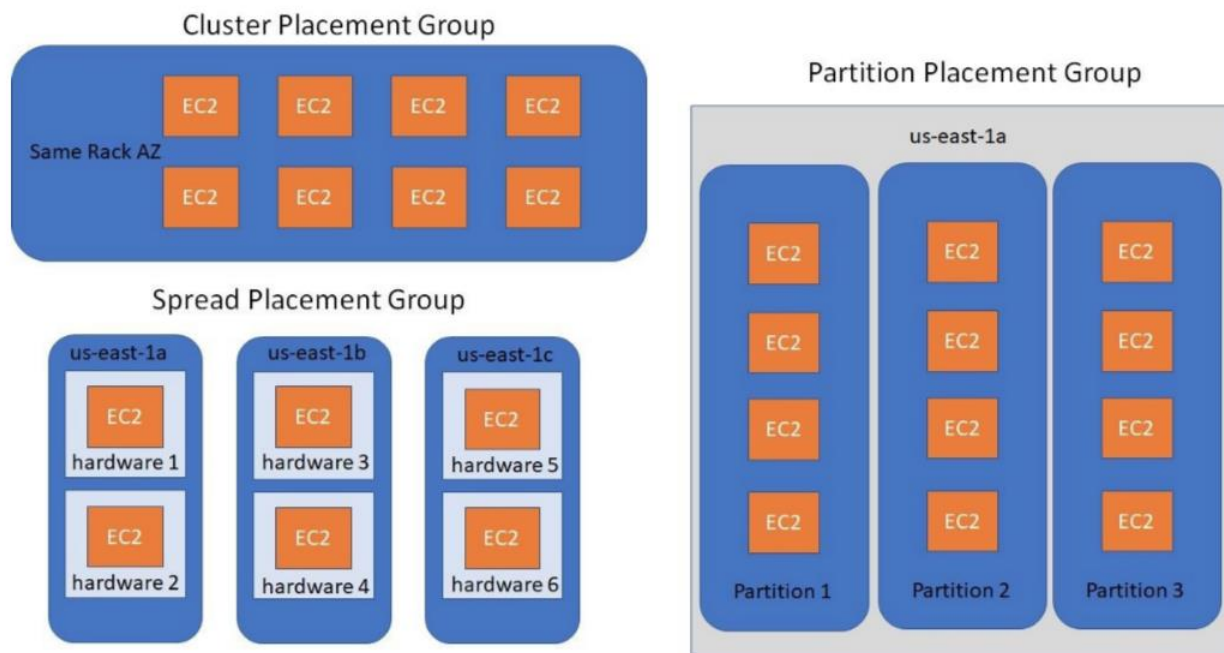 Cluster Placement Group
EC2 EC2 EC2 EC2
Same Rack AZ
EC2 EC2 EC2 EC2
Spread Placement Group
us-east-1a us-east-1b us-east-1c
EC2 EC2 EC2
hardware 1 hardware 3 hardware 5
EC2 EC2 EC2
hardware 2 hardware 4 hardware 6
Partition Placement Group
us-east-1a
EC2 EC2 EC2
EC2 EC2 EC2
EC2 EC2 EC2
EC2 EC2 EC2
Partition 1 Partition 2 Partition 3